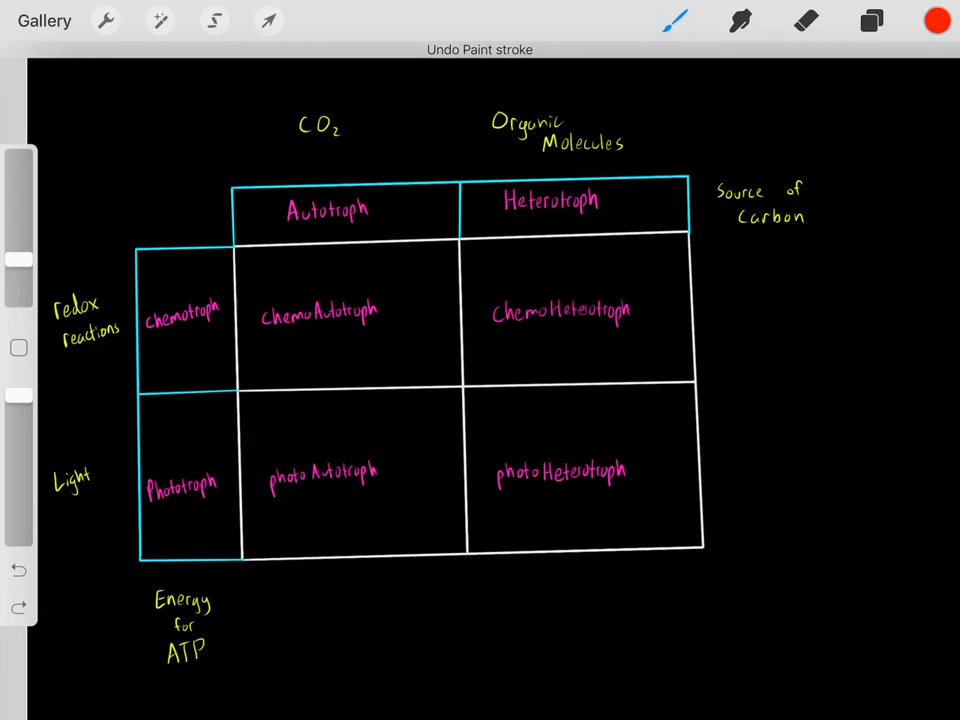 Gallery
Undo Paint stroke
CO₂
Organic
Molecules
Autotroph
Heterotroph
Source of
Carbon
redox
reactions
chemotroph
chemoAutotroph
chemoHeterotroph
Light
Phototroph
photoAutotroph
photoHeterotroph
Energy
for
ATP